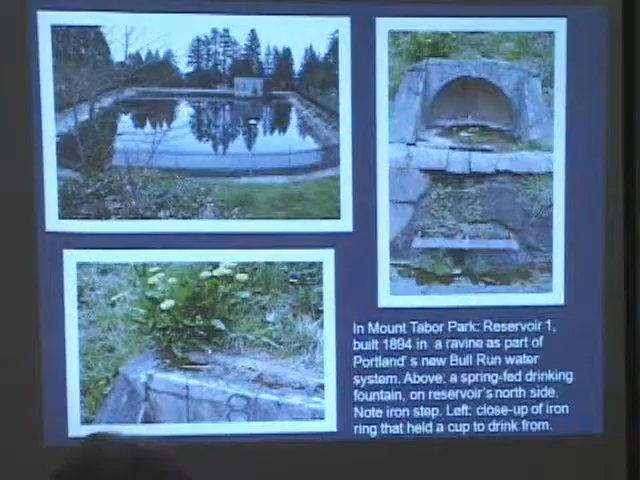 In Mount Tabor Park: Reservoir 1,
built 1894 in a ravine as part of
Portland's new Bull Run water
system. Above: a spring-fed drinking
fountain, on reservoir's north side.
Note iron step. Left: close-up of iron
ring that held a cup to drink from.